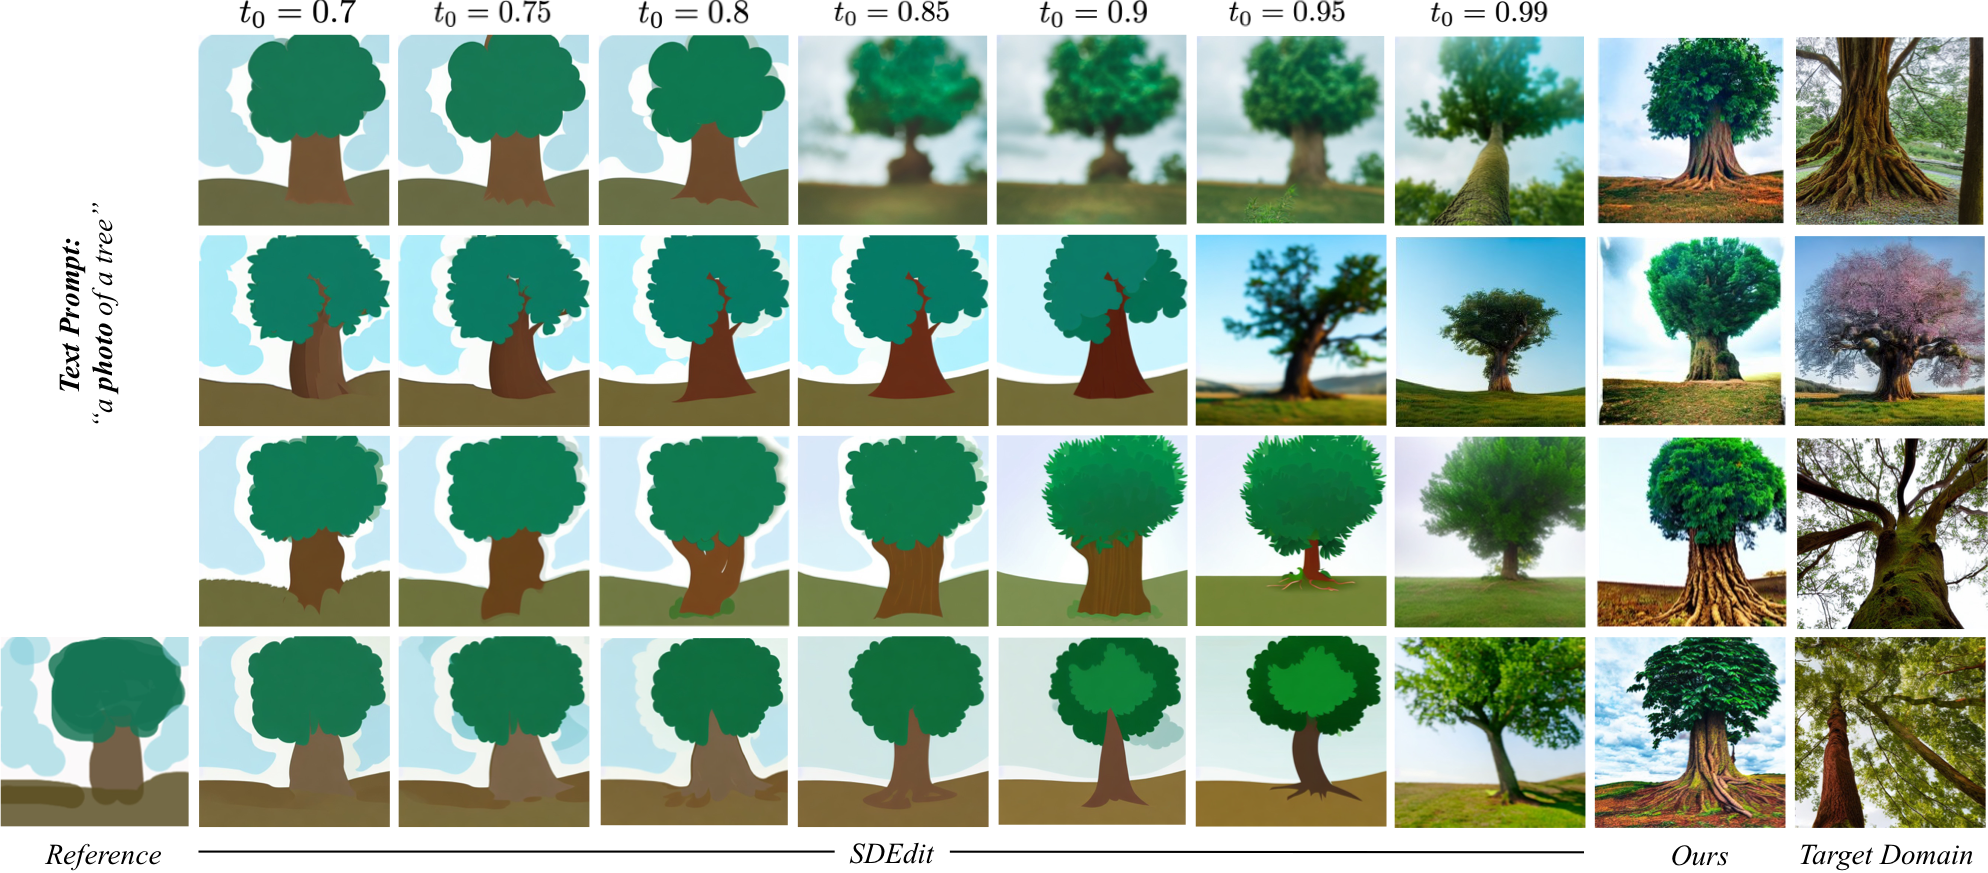 t₀ = 0.7 t₀ = 0.75 t₀ = 0.8 t₀ = 0.85 t₀ = 0.9 t₀ = 0.95 t₀ = 0.99
Text Prompt:
“a photo of a tree”
Reference SDEdit Ours Target Domain